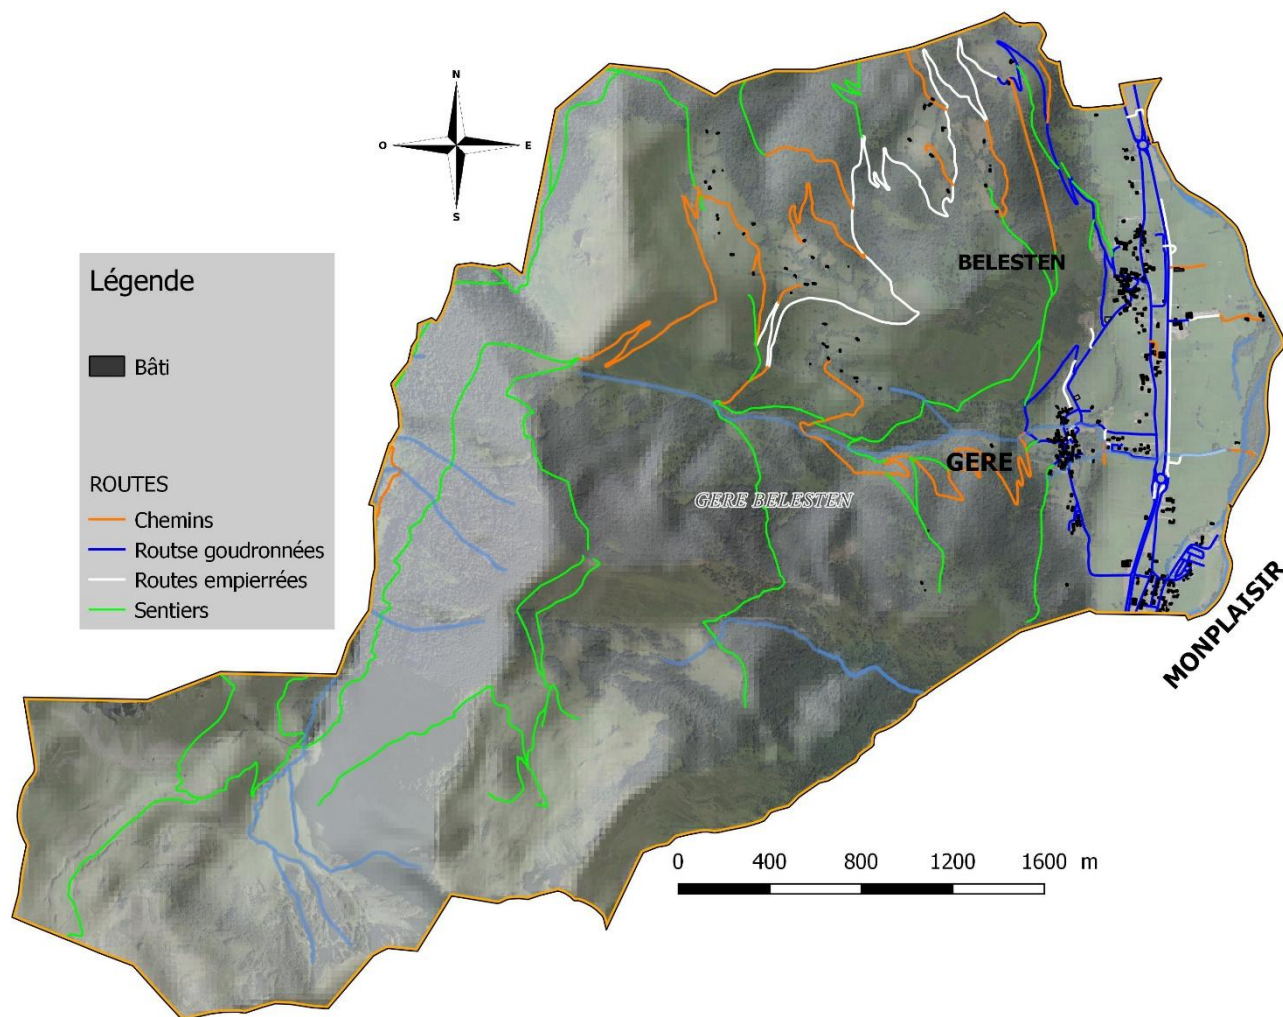 N
O E
S
Légende
Bâti
ROUTES
Chemins
Routse goudronnées
Routes empierrées
Sentiers
BELESTEN
GERE
GERE BELESTEN
MONPLAISIR
0 400 800 1200 1600 m